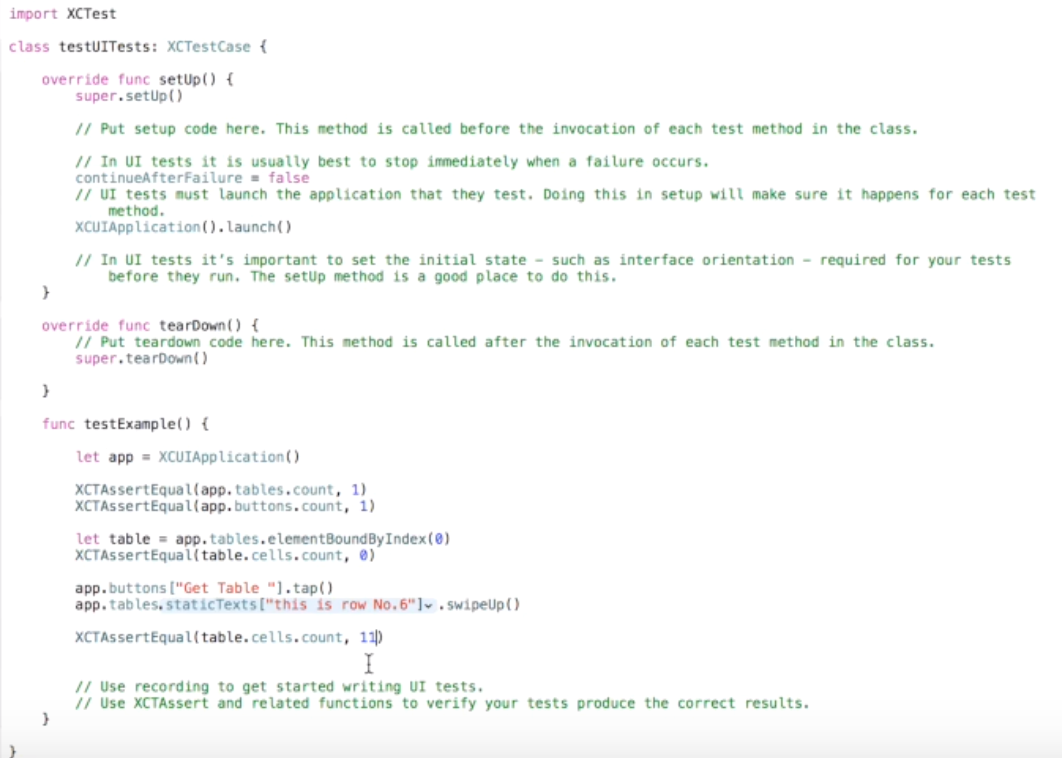 import XCTest
class testUITests: XCTestCase {
override func setUp() {
super.setUp()
// Put setup code here. This method is called before the invocation of each test method in the class.
// In UI tests it is usually best to stop immediately when a failure occurs.
continueAfterFailure = false
// UI tests must launch the application that they test. Doing this in setup will make sure it happens for each test
method.
XCUIApplication().launch()
// In UI tests it's important to set the initial state - such as interface orientation - required for your tests
before they run. The setUp method is a good place to do this.
}
override func tearDown() {
// Put teardown code here. This method is called after the invocation of each test method in the class.
super.tearDown()
}
func testExample() {
let app = XCUIApplication()
XCTAssertEqual(app.tables.count, 1)
XCTAssertEqual(app.buttons.count, 1)
let table = app.tables.elementBoundByIndex(0)
XCTAssertEqual(table.cells.count, 0)
app.buttons["Get Table "].tap()
app.tables.staticTexts["this is row No.6"].swipeUp()
XCTAssertEqual(table.cells.count, 11)
// Use recording to get started writing UI tests.
// Use XCTAssert and related functions to verify your tests produce the correct results.
}
}